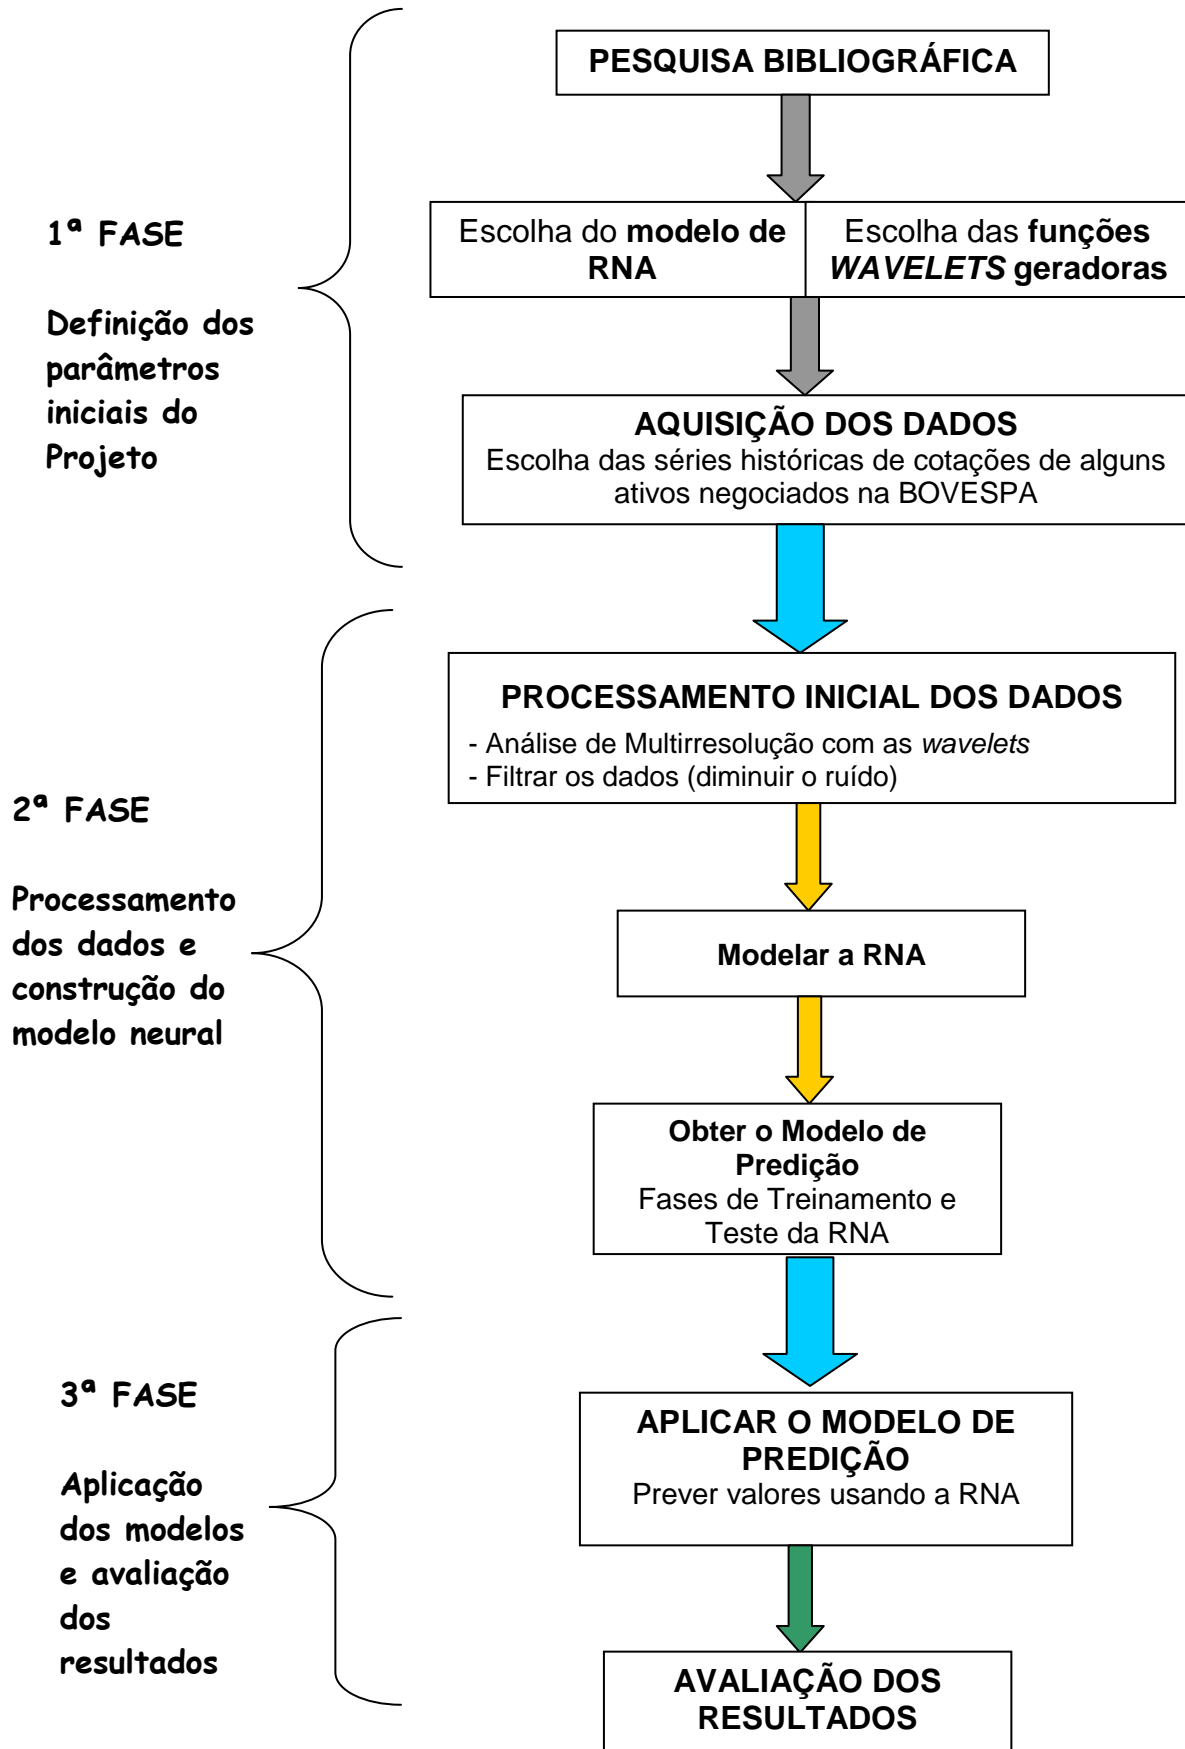 PESQUISA BIBLIOGRÁFICA
1ª FASE
Definição dos
parâmetros
iniciais do
Projeto
Escolha do modelo de
RNA
Escolha das funções
WAVELETS geradoras
AQUISIÇÃO DOS DADOS
Escolha das séries históricas de cotações de alguns
ativos negociados na BOVESPA
2ª FASE
Processamento
dos dados e
construção do
modelo neural
PROCESSAMENTO INICIAL DOS DADOS
- Análise de Multirresolução com as wavelets
- Filtrar os dados (diminuir o ruído)
Modelar a RNA
Obter o Modelo de
Predição
Fases de Treinamento e
Teste da RNA
3ª FASE
Aplicação
dos modelos
e avaliação
dos
resultados
APLICAR O MODELO DE
PREDIÇÃO
Prever valores usando a RNA
AVALIAÇÃO DOS
RESULTADOS